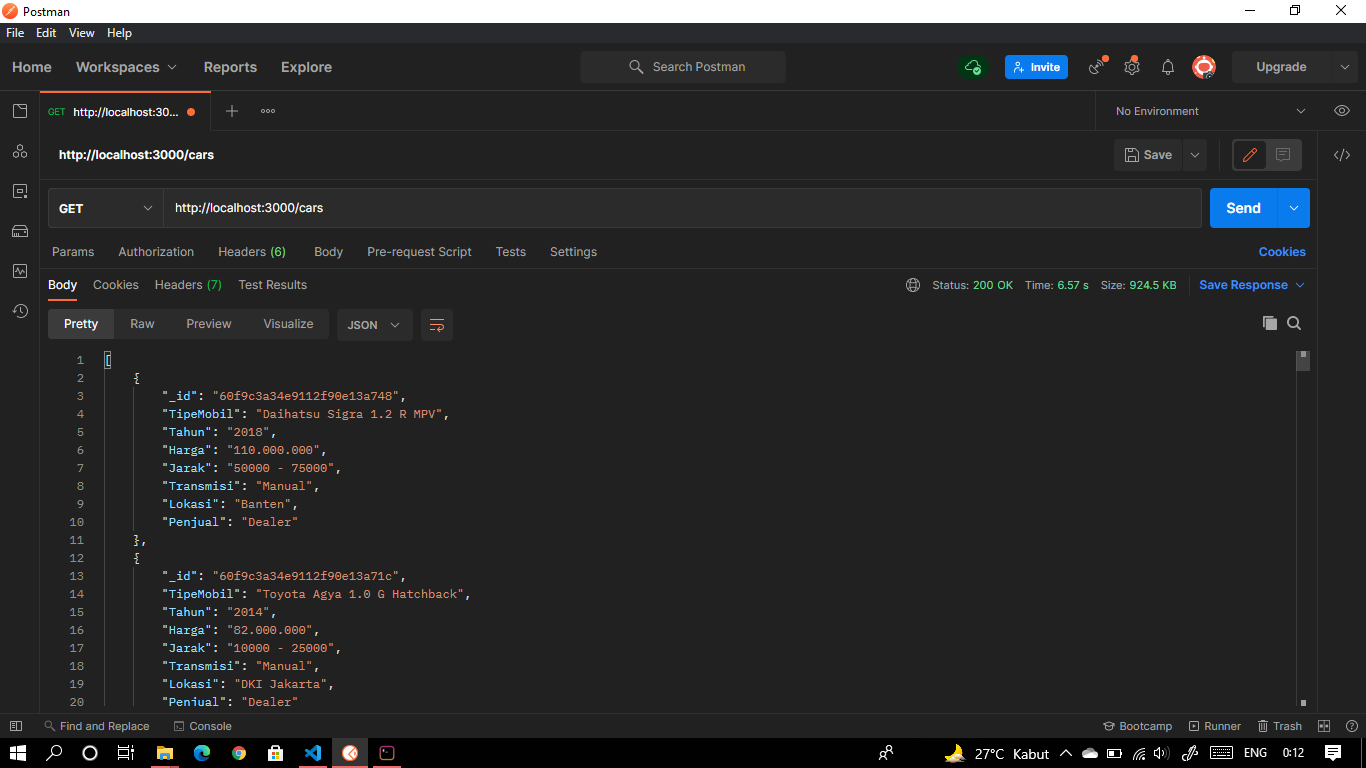 Postman
File Edit View Help
Home Workspaces Reports Explore Search Postman Invite Upgrade
GET http://localhost:30... No Environment
http://localhost:3000/cars Save
GET http://localhost:3000/cars Send
Params Authorization Headers (6) Body Pre-request Script Tests Settings Cookies
Body Cookies Headers (7) Test Results Status: 200 OK Time: 6.57 s Size: 924.5 KB Save Response
Pretty Raw Preview Visualize JSON
1 [
2 {
3 "_id": "60f9c3a34e9112f90e13a748",
4 "TipeMobil": "Daihatsu Sigra 1.2 R MPV",
5 "Tahun": "2018",
6 "Harga": "110.000.000",
7 "Jarak": "50000 - 75000",
8 "Transmisi": "Manual",
9 "Lokasi": "Banten",
10 "Penjual": "Dealer"
11 },
12 {
13 "_id": "60f9c3a34e9112f90e13a71c",
14 "TipeMobil": "Toyota Agya 1.0 G Hatchback",
15 "Tahun": "2014",
16 "Harga": "82.000.000",
17 "Jarak": "10000 - 25000",
18 "Transmisi": "Manual",
19 "Lokasi": "DKI Jakarta",
20 "Penjual": "Dealer"
Find and Replace Console Bootcamp Runner Trash
27°C Kabut ENG 0:12